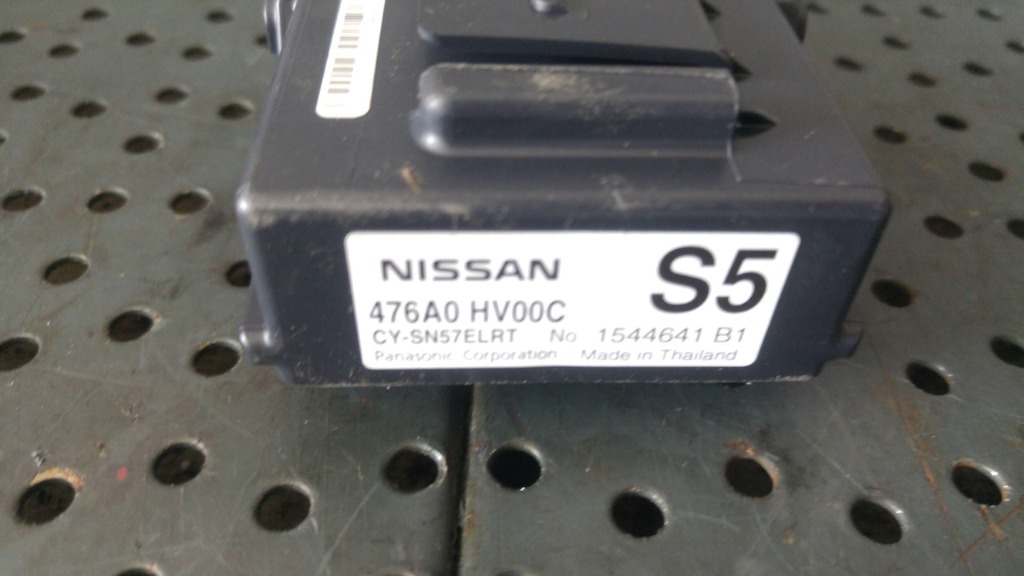 NISSAN S5
476A0 HV00C
CY-SN57ELRT No 1544641 B1
Panasonic Corporation Made in Thailand